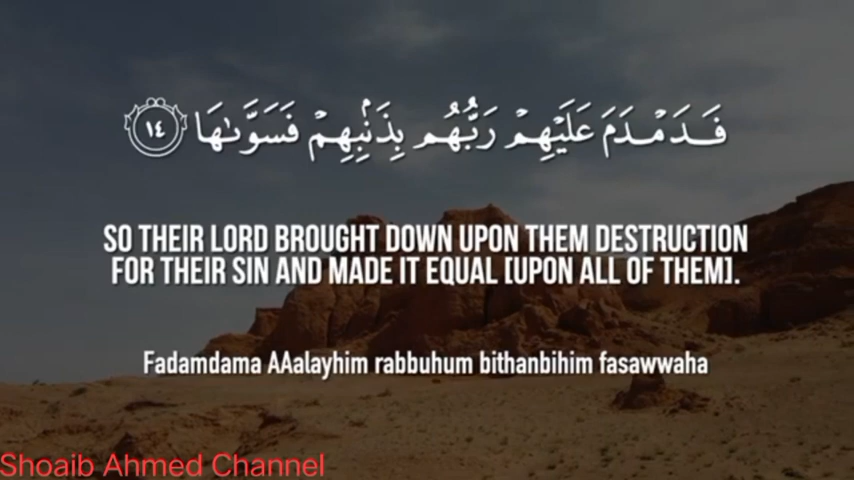 فَدَمْدَمَ عَلَيْهِمْ رَبُّهُم بِذَنۢبِهِمْ فَسَوَّىٰهَا ١٤
SO THEIR LORD BROUGHT DOWN UPON THEM DESTRUCTION
FOR THEIR SIN AND MADE IT EQUAL [UPON ALL OF THEM].
Fadamdama AAalayhim rabbuhum bithanbihim fasawwaha
Shoaib Ahmed Channel